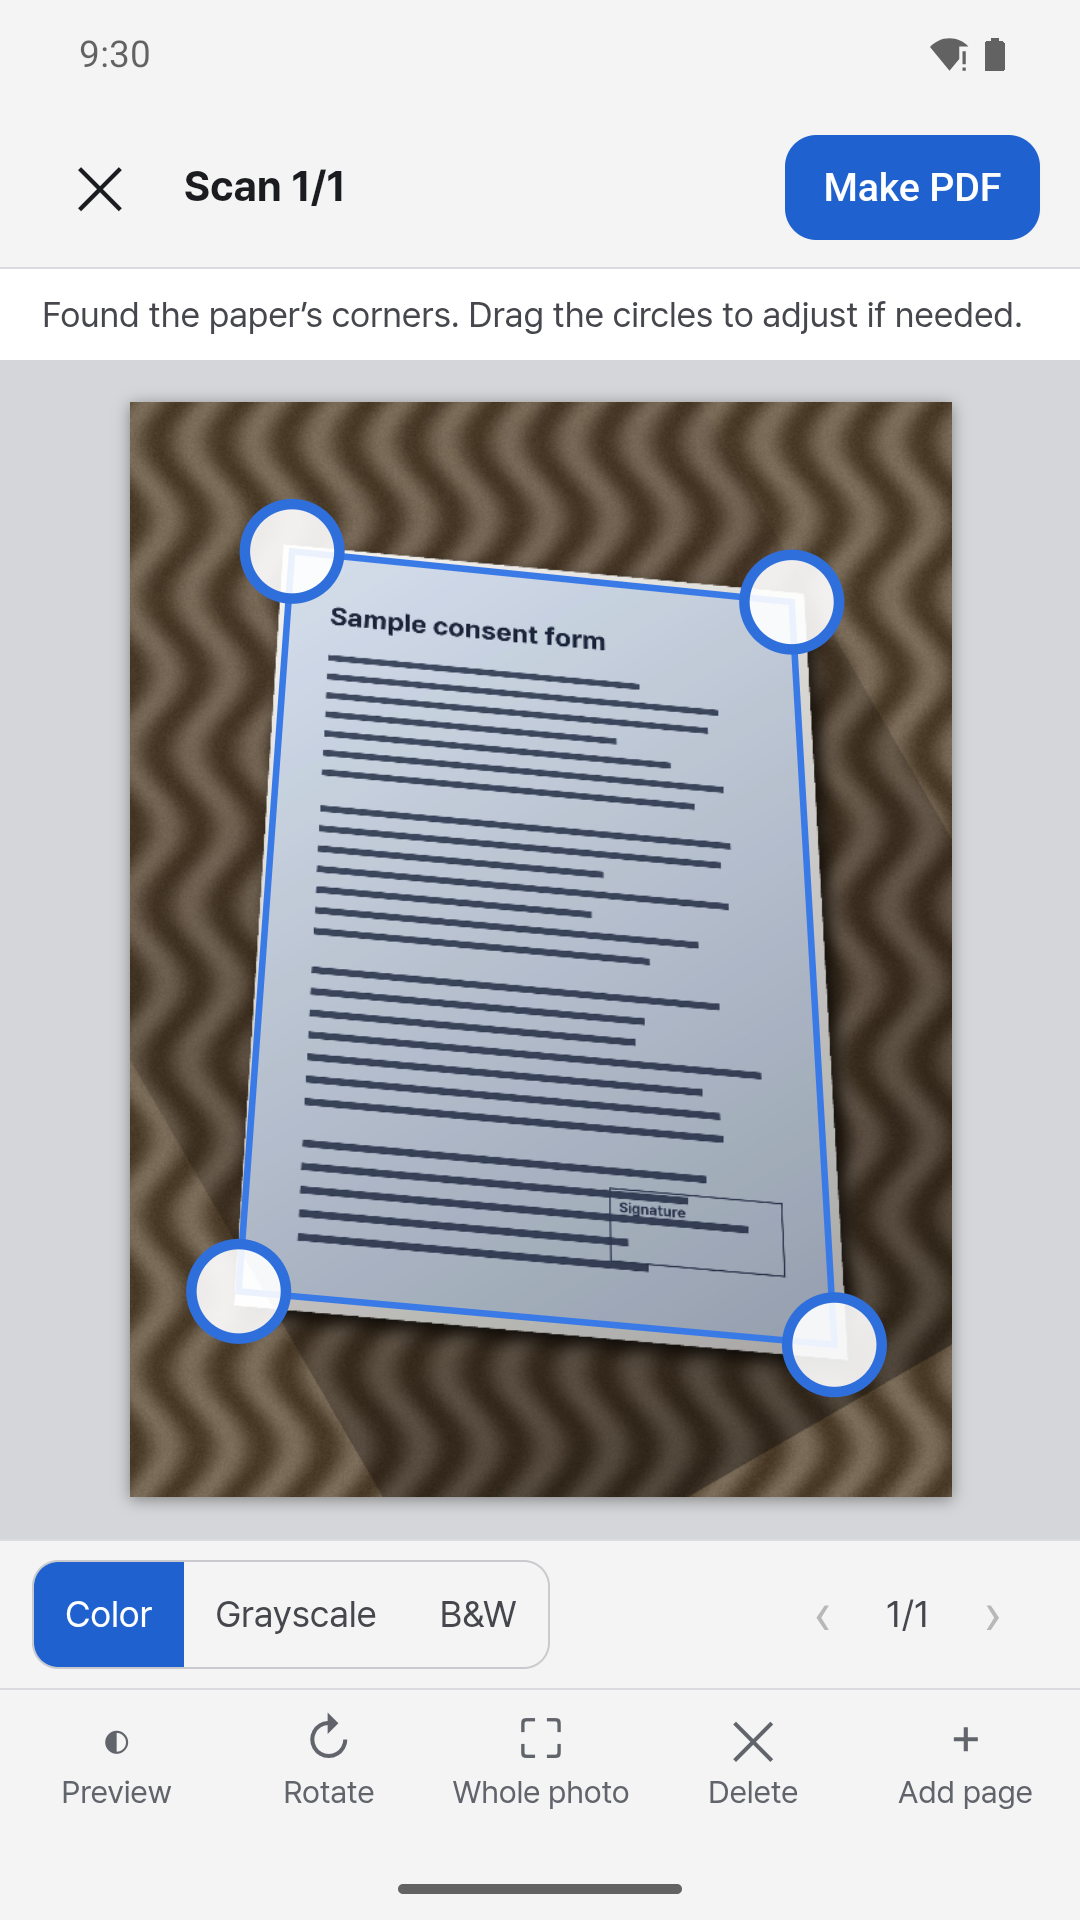 9:30
Scan 1/1
Make PDF
Found the paper’s corners. Drag the circles to adjust if needed.
Sample consent form
Signature
Color
Grayscale
B&W
‹ 1/1 ›
Preview
Rotate
Whole photo
Delete
Add page